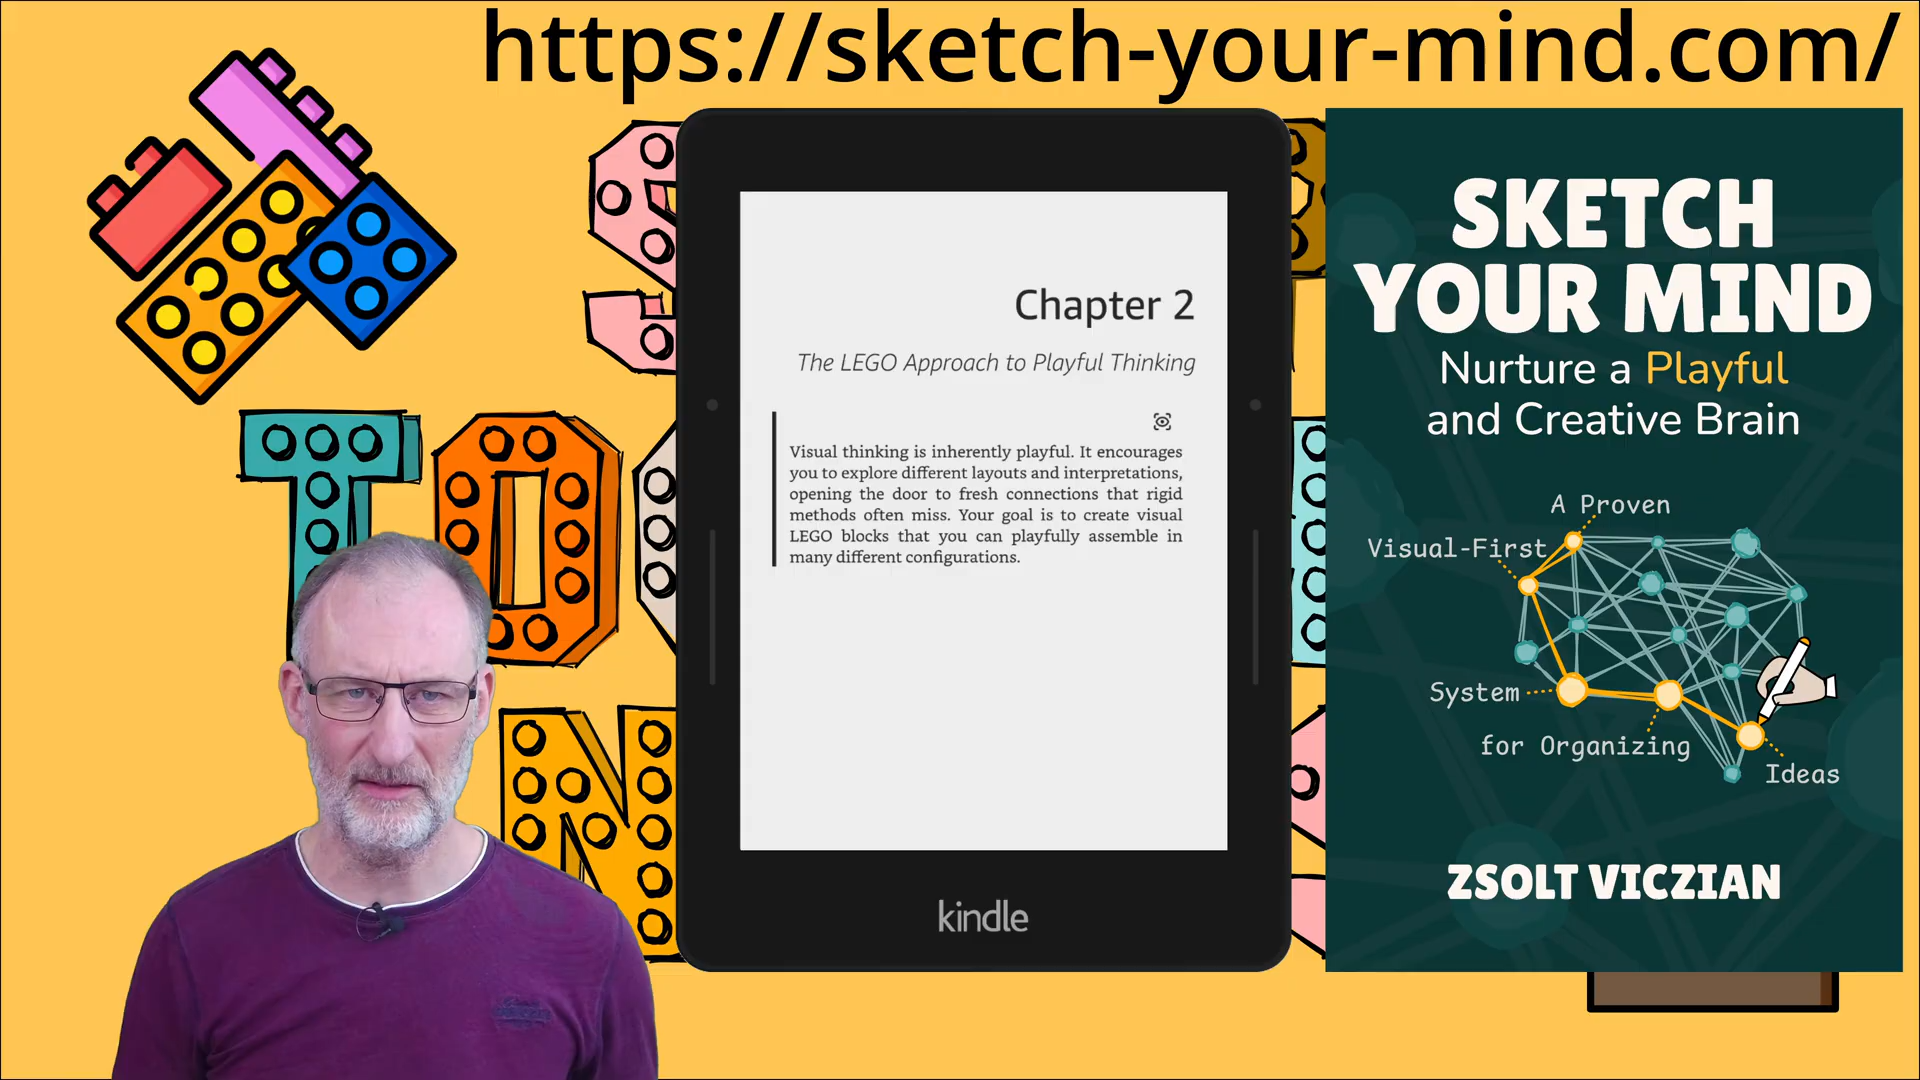 https://sketch-your-mind.com/
Chapter 2
The LEGO Approach to Playful Thinking
Visual thinking is inherently playful. It encourages
you to explore different layouts and interpretations,
opening the door to fresh connections that rigid
methods often miss. Your goal is to create visual
LEGO blocks that you can playfully assemble in
many different configurations.
kindle
SKETCH
YOUR MIND
Nurture a Playful
and Creative Brain
A Proven
Visual-First
System
for Organizing
Ideas
ZSOLT VICZIAN